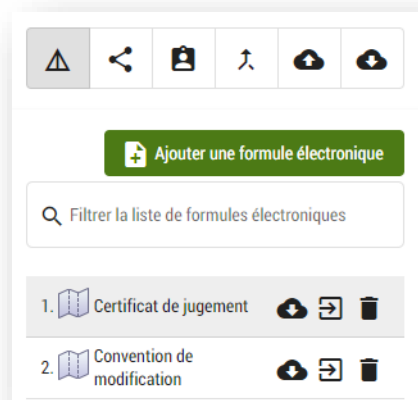 Ajouter une formule électronique
Filtrer la liste de formules électroniques
1. Certificat de jugement
2. Convention de
modification